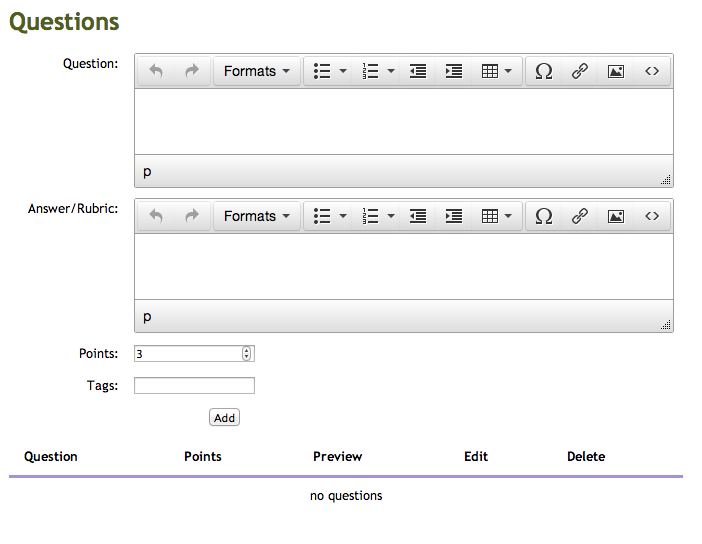 Questions
Question:
Formats
p
Answer/Rubric:
Formats
p
Points: 3
Tags:
Add
Question Points Preview Edit Delete
no questions